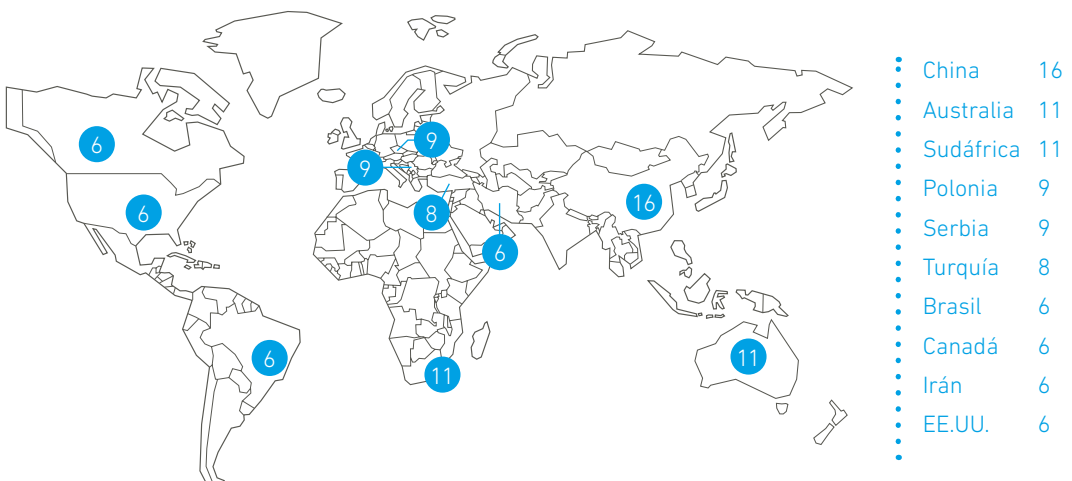 6
9
9
6
8
16
6
6
11
11
China 16
Australia 11
Sudáfrica 11
Polonia 9
Serbia 9
Turquía 8
Brasil 6
Canadá 6
Irán 6
EE.UU. 6